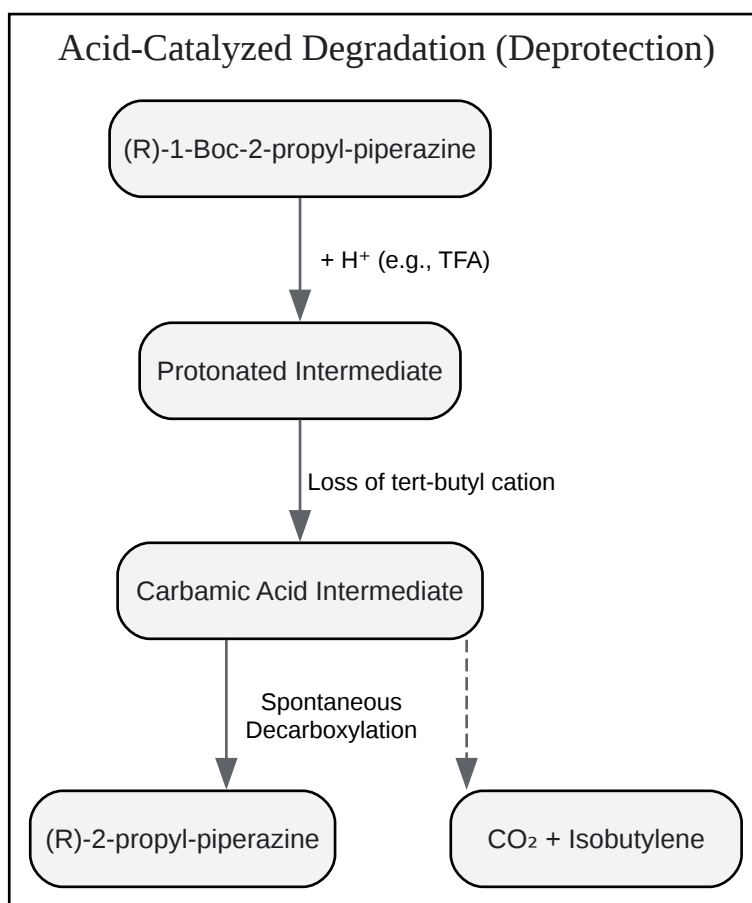 Acid-Catalyzed Degradation (Deprotection)
(R)-1-Boc-2-propyl-piperazine
+ H⁺ (e.g., TFA)
Protonated Intermediate
Loss of tert-butyl cation
Carbamic Acid Intermediate
Spontaneous
Decarboxylation
(R)-2-propyl-piperazine
CO₂ + Isobutylene